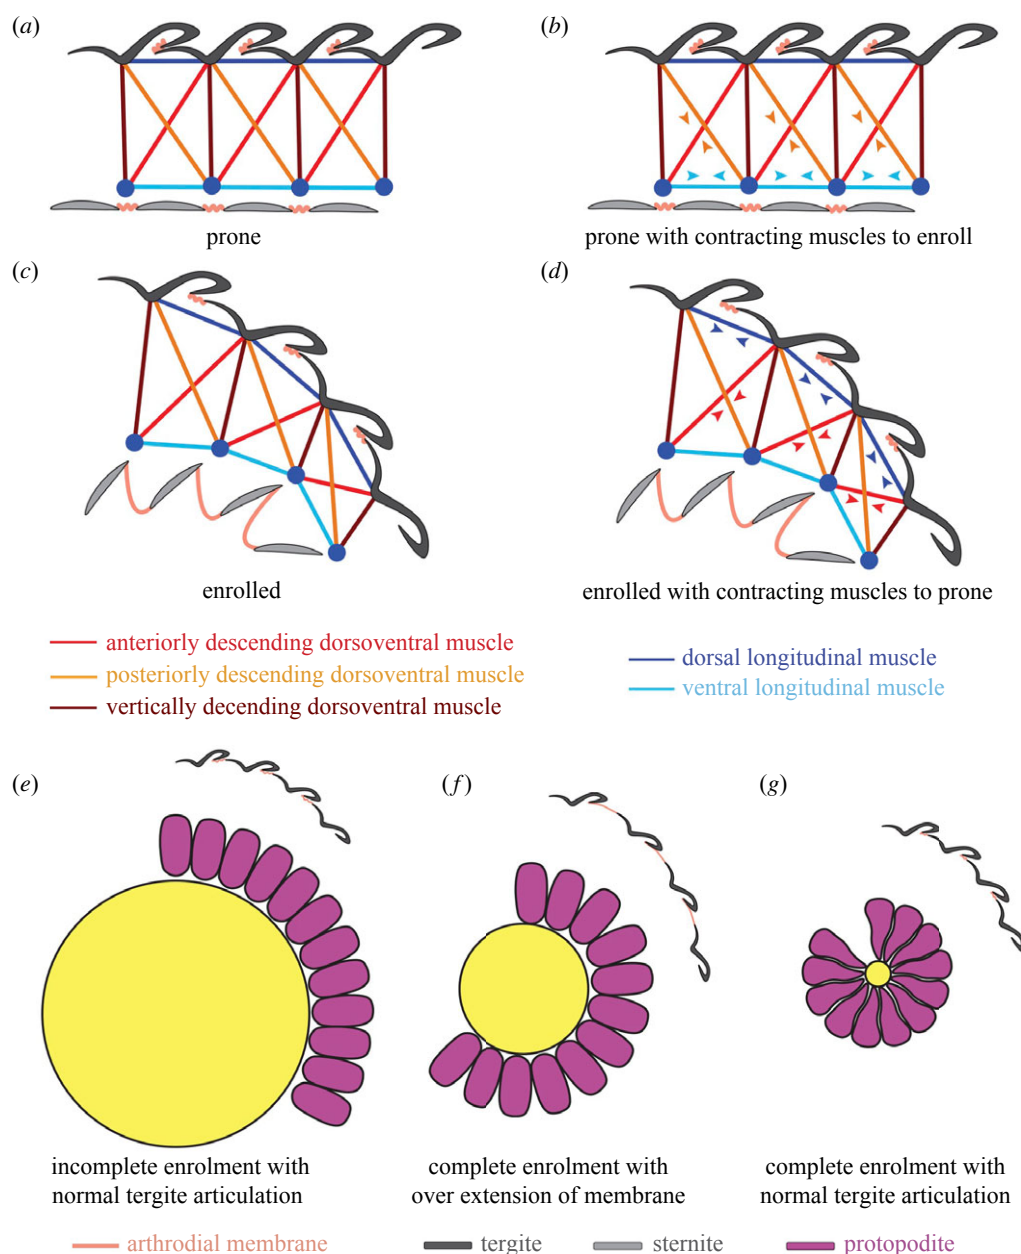 (a)
(b)
prone
prone with contracting muscles to enroll
(c)
(d)
enrolled
enrolled with contracting muscles to prone
anteriorly descending dorsoventral muscle
posteriorly descending dorsoventral muscle
vertically decending dorsoventral muscle
dorsal longitudinal muscle
ventral longitudinal muscle
(e)
(f)
(g)
incomplete enrolment with
normal tergite articulation
complete enrolment with
over extension of membrane
complete enrolment with
normal tergite articulation
arthrodial membrane
tergite
sternite
protopodite